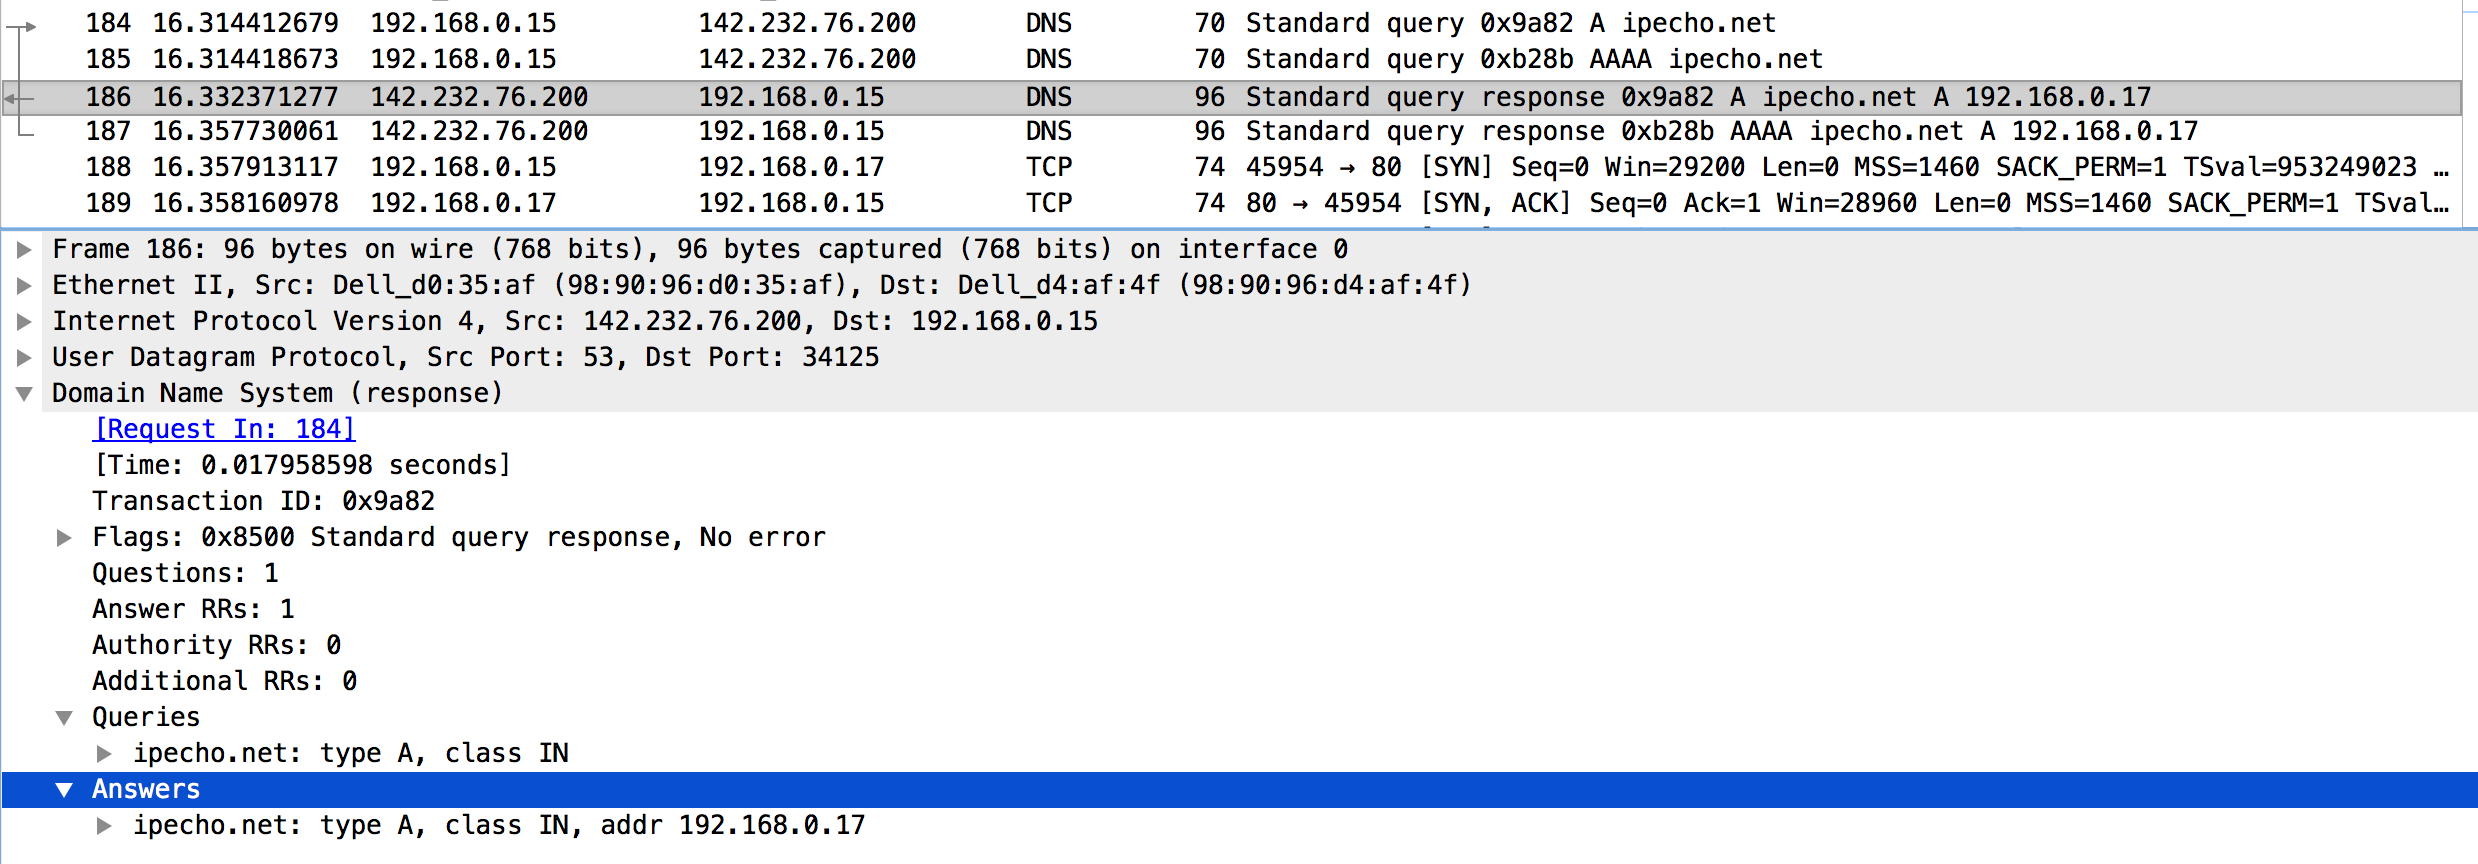 184 16.314412679 192.168.0.15 142.232.76.200 DNS 70 Standard query 0x9a82 A ipecho.net
185 16.314418673 192.168.0.15 142.232.76.200 DNS 70 Standard query 0xb28b AAAA ipecho.net
186 16.332371277 142.232.76.200 192.168.0.15 DNS 96 Standard query response 0x9a82 A ipecho.net A 192.168.0.17
187 16.357730061 142.232.76.200 192.168.0.15 DNS 96 Standard query response 0xb28b AAAA ipecho.net A 192.168.0.17
188 16.357913117 192.168.0.15 192.168.0.17 TCP 74 45954 → 80 [SYN] Seq=0 Win=29200 Len=0 MSS=1460 SACK_PERM=1 TSval=953249023 …
189 16.358160978 192.168.0.17 192.168.0.15 TCP 74 80 → 45954 [SYN, ACK] Seq=0 Ack=1 Win=28960 Len=0 MSS=1460 SACK_PERM=1 TSval…
Frame 186: 96 bytes on wire (768 bits), 96 bytes captured (768 bits) on interface 0
Ethernet II, Src: Dell_d0:35:af (98:90:96:d0:35:af), Dst: Dell_d4:af:4f (98:90:96:d4:af:4f)
Internet Protocol Version 4, Src: 142.232.76.200, Dst: 192.168.0.15
User Datagram Protocol, Src Port: 53, Dst Port: 34125
Domain Name System (response)
[Request In: 184]
[Time: 0.017958598 seconds]
Transaction ID: 0x9a82
Flags: 0x8500 Standard query response, No error
Questions: 1
Answer RRs: 1
Authority RRs: 0
Additional RRs: 0
Queries
ipecho.net: type A, class IN
Answers
ipecho.net: type A, class IN, addr 192.168.0.17